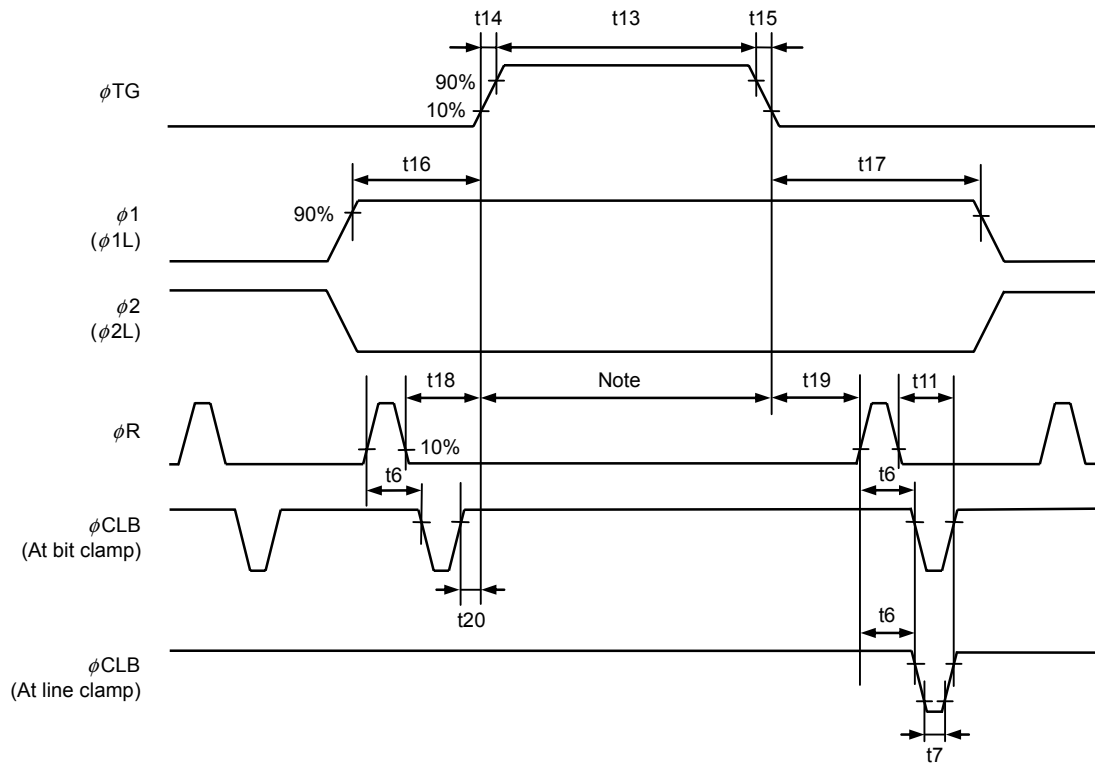 t14 t13 t15
90%
ϕTG
10%
t16 t17
90%
ϕ1
(ϕ1L)
ϕ2
(ϕ2L)
t18 Note t19 t11
ϕR
10%
t6 t6
ϕCLB
(At bit clamp)
t20
t6
ϕCLB
(At line clamp)
t7